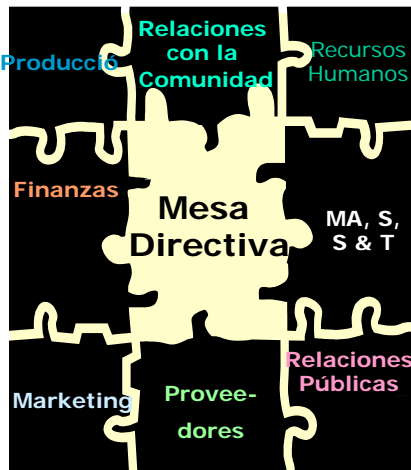 Producció
Relaciones
con la
Comunidad
Recursos
Humanos
Finanzas
Mesa
Directiva
MA, S,
S & T
Marketing
Provee-
dores
Relaciones
Públicas